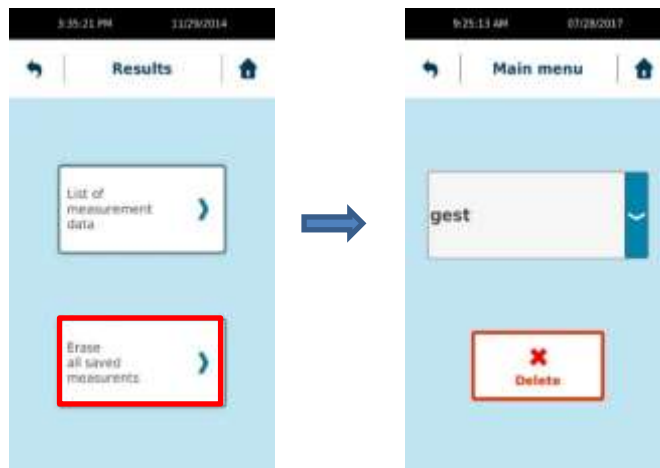 3:35:21 PM 11/29/2014
Results
List of
measurement
data
Erase
all saved
measurents
9:25:13 AM 07/28/2017
Main menu
gest
Delete